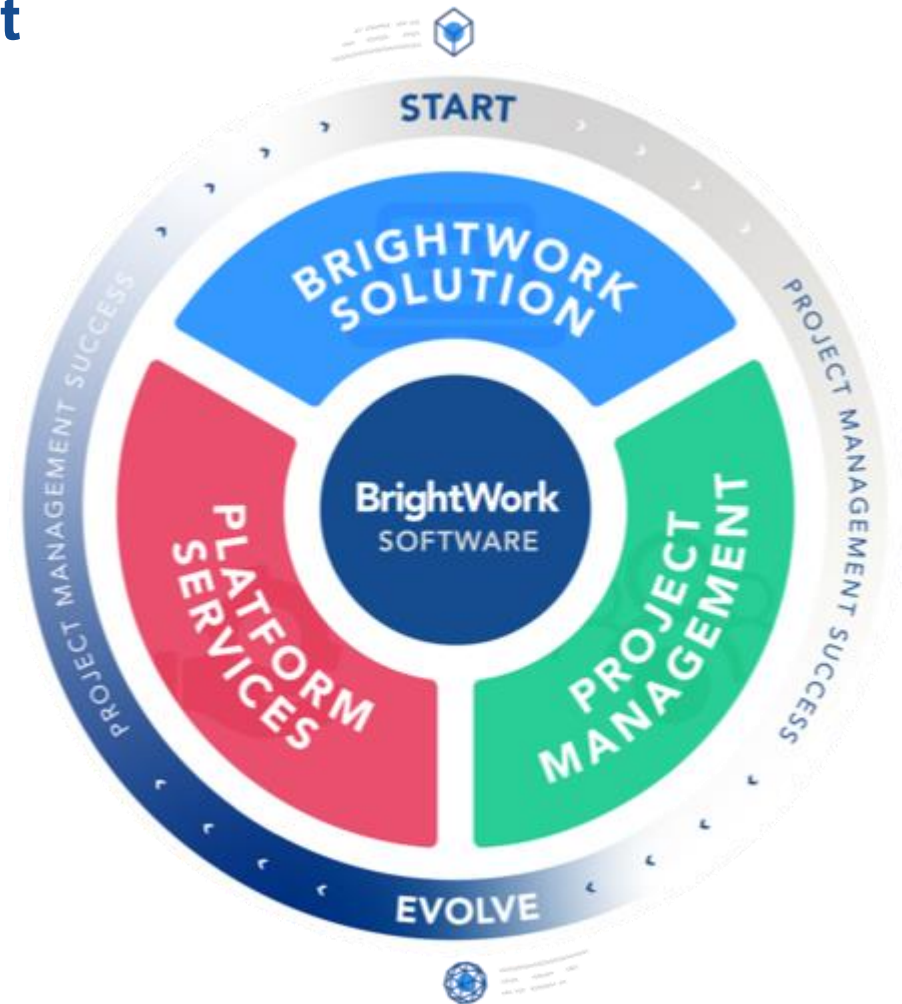 t
START
BRIGHTWORK
SOLUTION
PROJECT MANAGEMENT SUCCESS
PROJECT MANAGEMENT SUCCESS
BrightWork
SOFTWARE
PLATFORM
SERVICES
PROJECT
MANAGEMENT
EVOLVE